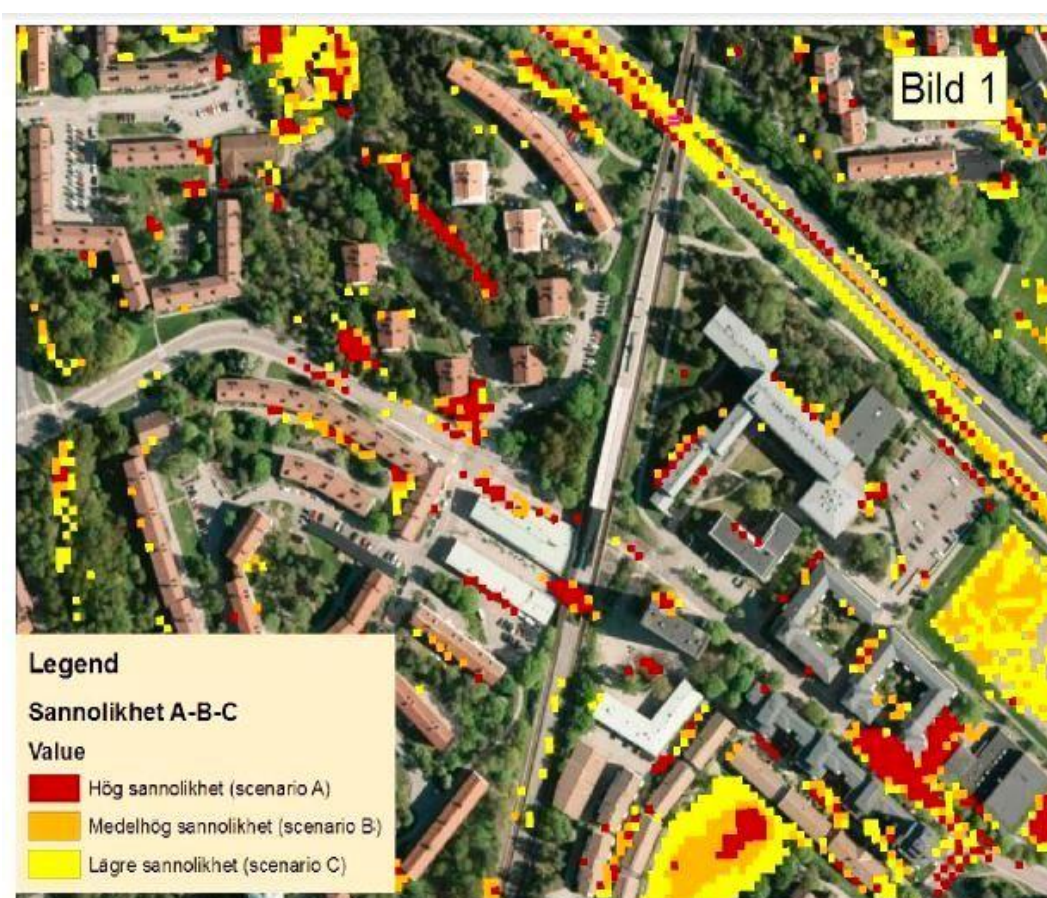 Bild 1
Legend
Sannolikhet A-B-C
Value
Hög sannolikhet (scenario A)
Medelhög sannolikhet (scenario B)
Lägre sannolikhet (scenario C)